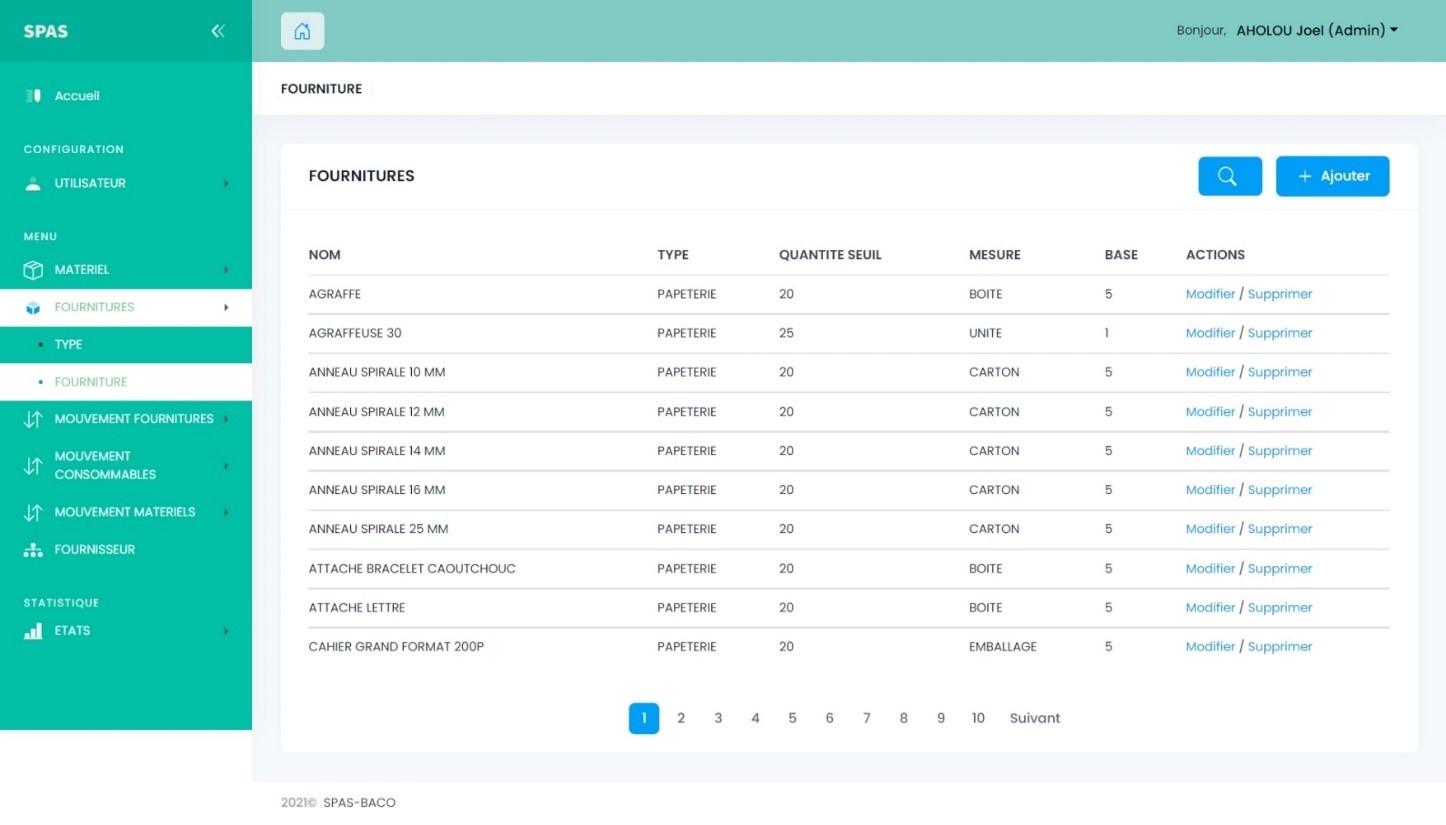 SPAS
Bonjour, AHOLOU Joel (Admin)
Accueil
CONFIGURATION
UTILISATEUR
MENU
MATERIEL
FOURNITURES
TYPE
FOURNITURE
MOUVEMENT FOURNITURES
MOUVEMENT
CONSOMMABLES
MOUVEMENT MATERIELS
FOURNISSEUR
STATISTIQUE
ETATS
FOURNITURE
FOURNITURES
+ Ajouter
NOM TYPE QUANTITE SEUIL MESURE BASE ACTIONS
AGRAFFE PAPETERIE 20 BOITE 5 Modifier / Supprimer
AGRAFFEUSE 30 PAPETERIE 25 UNITE 1 Modifier / Supprimer
ANNEAU SPIRALE 10 MM PAPETERIE 20 CARTON 5 Modifier / Supprimer
ANNEAU SPIRALE 12 MM PAPETERIE 20 CARTON 5 Modifier / Supprimer
ANNEAU SPIRALE 14 MM PAPETERIE 20 CARTON 5 Modifier / Supprimer
ANNEAU SPIRALE 16 MM PAPETERIE 20 CARTON 5 Modifier / Supprimer
ANNEAU SPIRALE 25 MM PAPETERIE 20 CARTON 5 Modifier / Supprimer
ATTACHE BRACELET CAOUTCHOUC PAPETERIE 20 BOITE 5 Modifier / Supprimer
ATTACHE LETTRE PAPETERIE 20 BOITE 5 Modifier / Supprimer
CAHIER GRAND FORMAT 200P PAPETERIE 20 EMBALLAGE 5 Modifier / Supprimer
1 2 3 4 5 6 7 8 9 10 Suivant
2021© SPAS-BACO